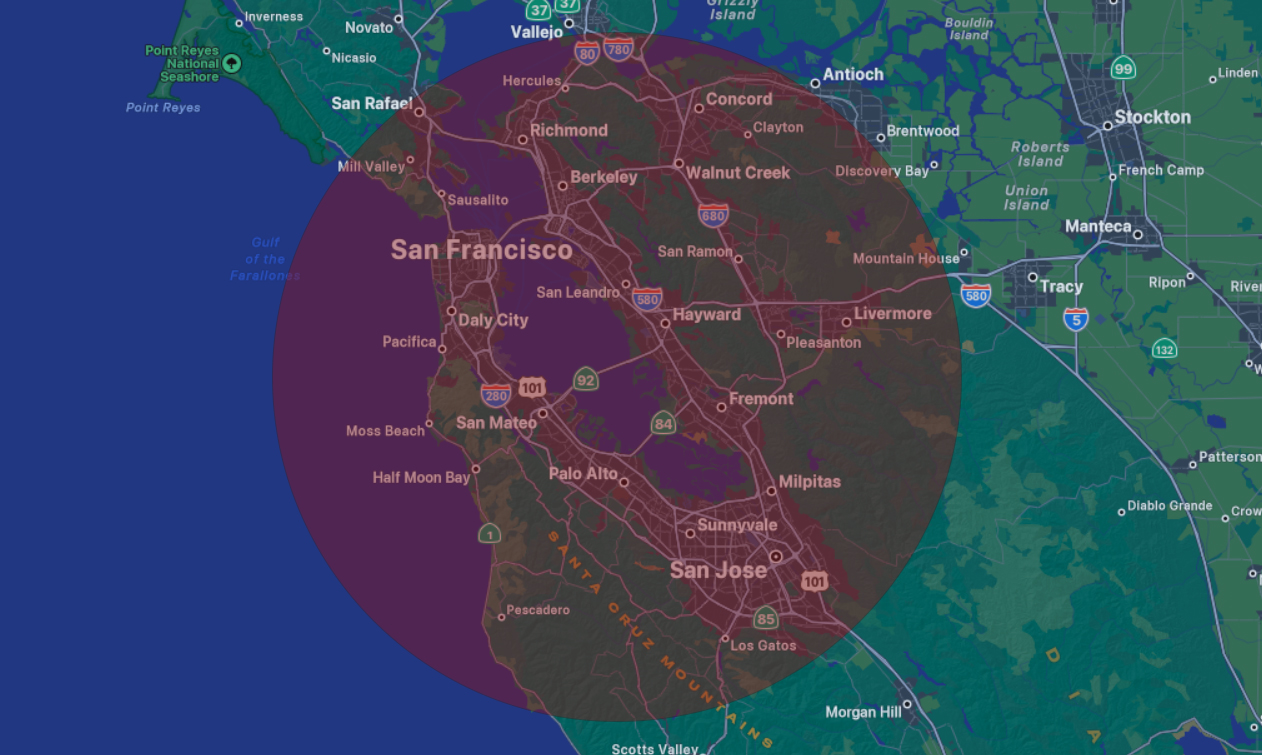 Grizzly
Island
Inverness
37
37
Novato
Vallejo
Bouldin
Island
Point Reyes
National
Seashore
Nicasio
80
780
99
Linden
Hercules
Antioch
Point Reyes
San Rafael
Concord
Stockton
Richmond
Clayton
Brentwood
Roberts
Island
Mill Valley
Berkeley
Walnut Creek
Discovery Bay
French Camp
Sausalito
Union
Island
680
Manteca
Gulf
of the
Farallones
San Francisco
San Ramon
Mountain House
San Leandro
580
580
Tracy
Ripon
River
Daly City
Hayward
Livermore
5
Pacifica
Pleasanton
132
W
92
101
280
Fremont
San Mateo
84
Moss Beach
Half Moon Bay
Palo Alto
Milpitas
Patterson
1
Sunnyvale
Diablo Grande
Crow
San Jose
101
SANTA CRUZ MOUNTAINS
Pescadero
85
Los Gatos
D I A
Morgan Hill
Scotts Valley